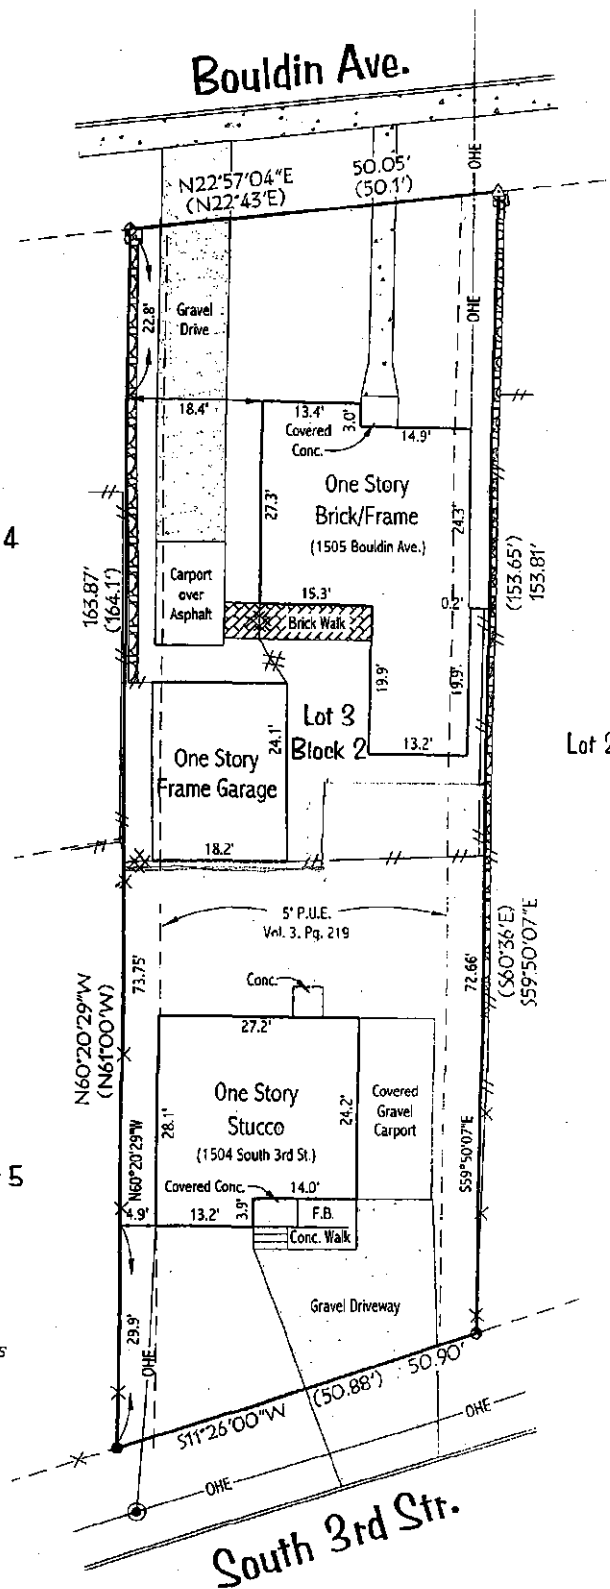 Bouldin Ave.
N22°57'04"E
(N22°43'E)
50.05'
(50.1')
OHE
OHE
22.8'
Gravel
Drive
18.4'
13.4'
3.0'
Covered
Conc.
14.9'
27.3'
One Story
Brick/Frame
(1505 Bouldin Ave.)
24.3'
4
163.87'
(164.1')
(153.65')
153.81'
Carport
over
Asphalt
15.3'
0.2'
Brick Walk
19.9'
19.9'
Lot 3
Block 2
13.2'
24.1'
One Story
Frame Garage
18.2'
Lot 2
5' P.U.E.
Vol. 3. Pg. 219
73.75'
72.66'
(S60°36'E)
S59°50'07"E
N60°20'29"W
(N61°00'W)
Conc.
27.2'
One Story
Stucco
(1504 South 3rd St.)
28.1'
24.2'
Covered
Gravel
Carport
N60°20'29"W
S59°50'07"E
5
Covered Conc.
14.0'
4.9'
13.2'
3.9'
F.B.
Conc. Walk
Gravel Driveway
29.9'
s
OHE
S11°26'00"W
(50.88')
50.90'
OHE
OHE
South 3rd Str.